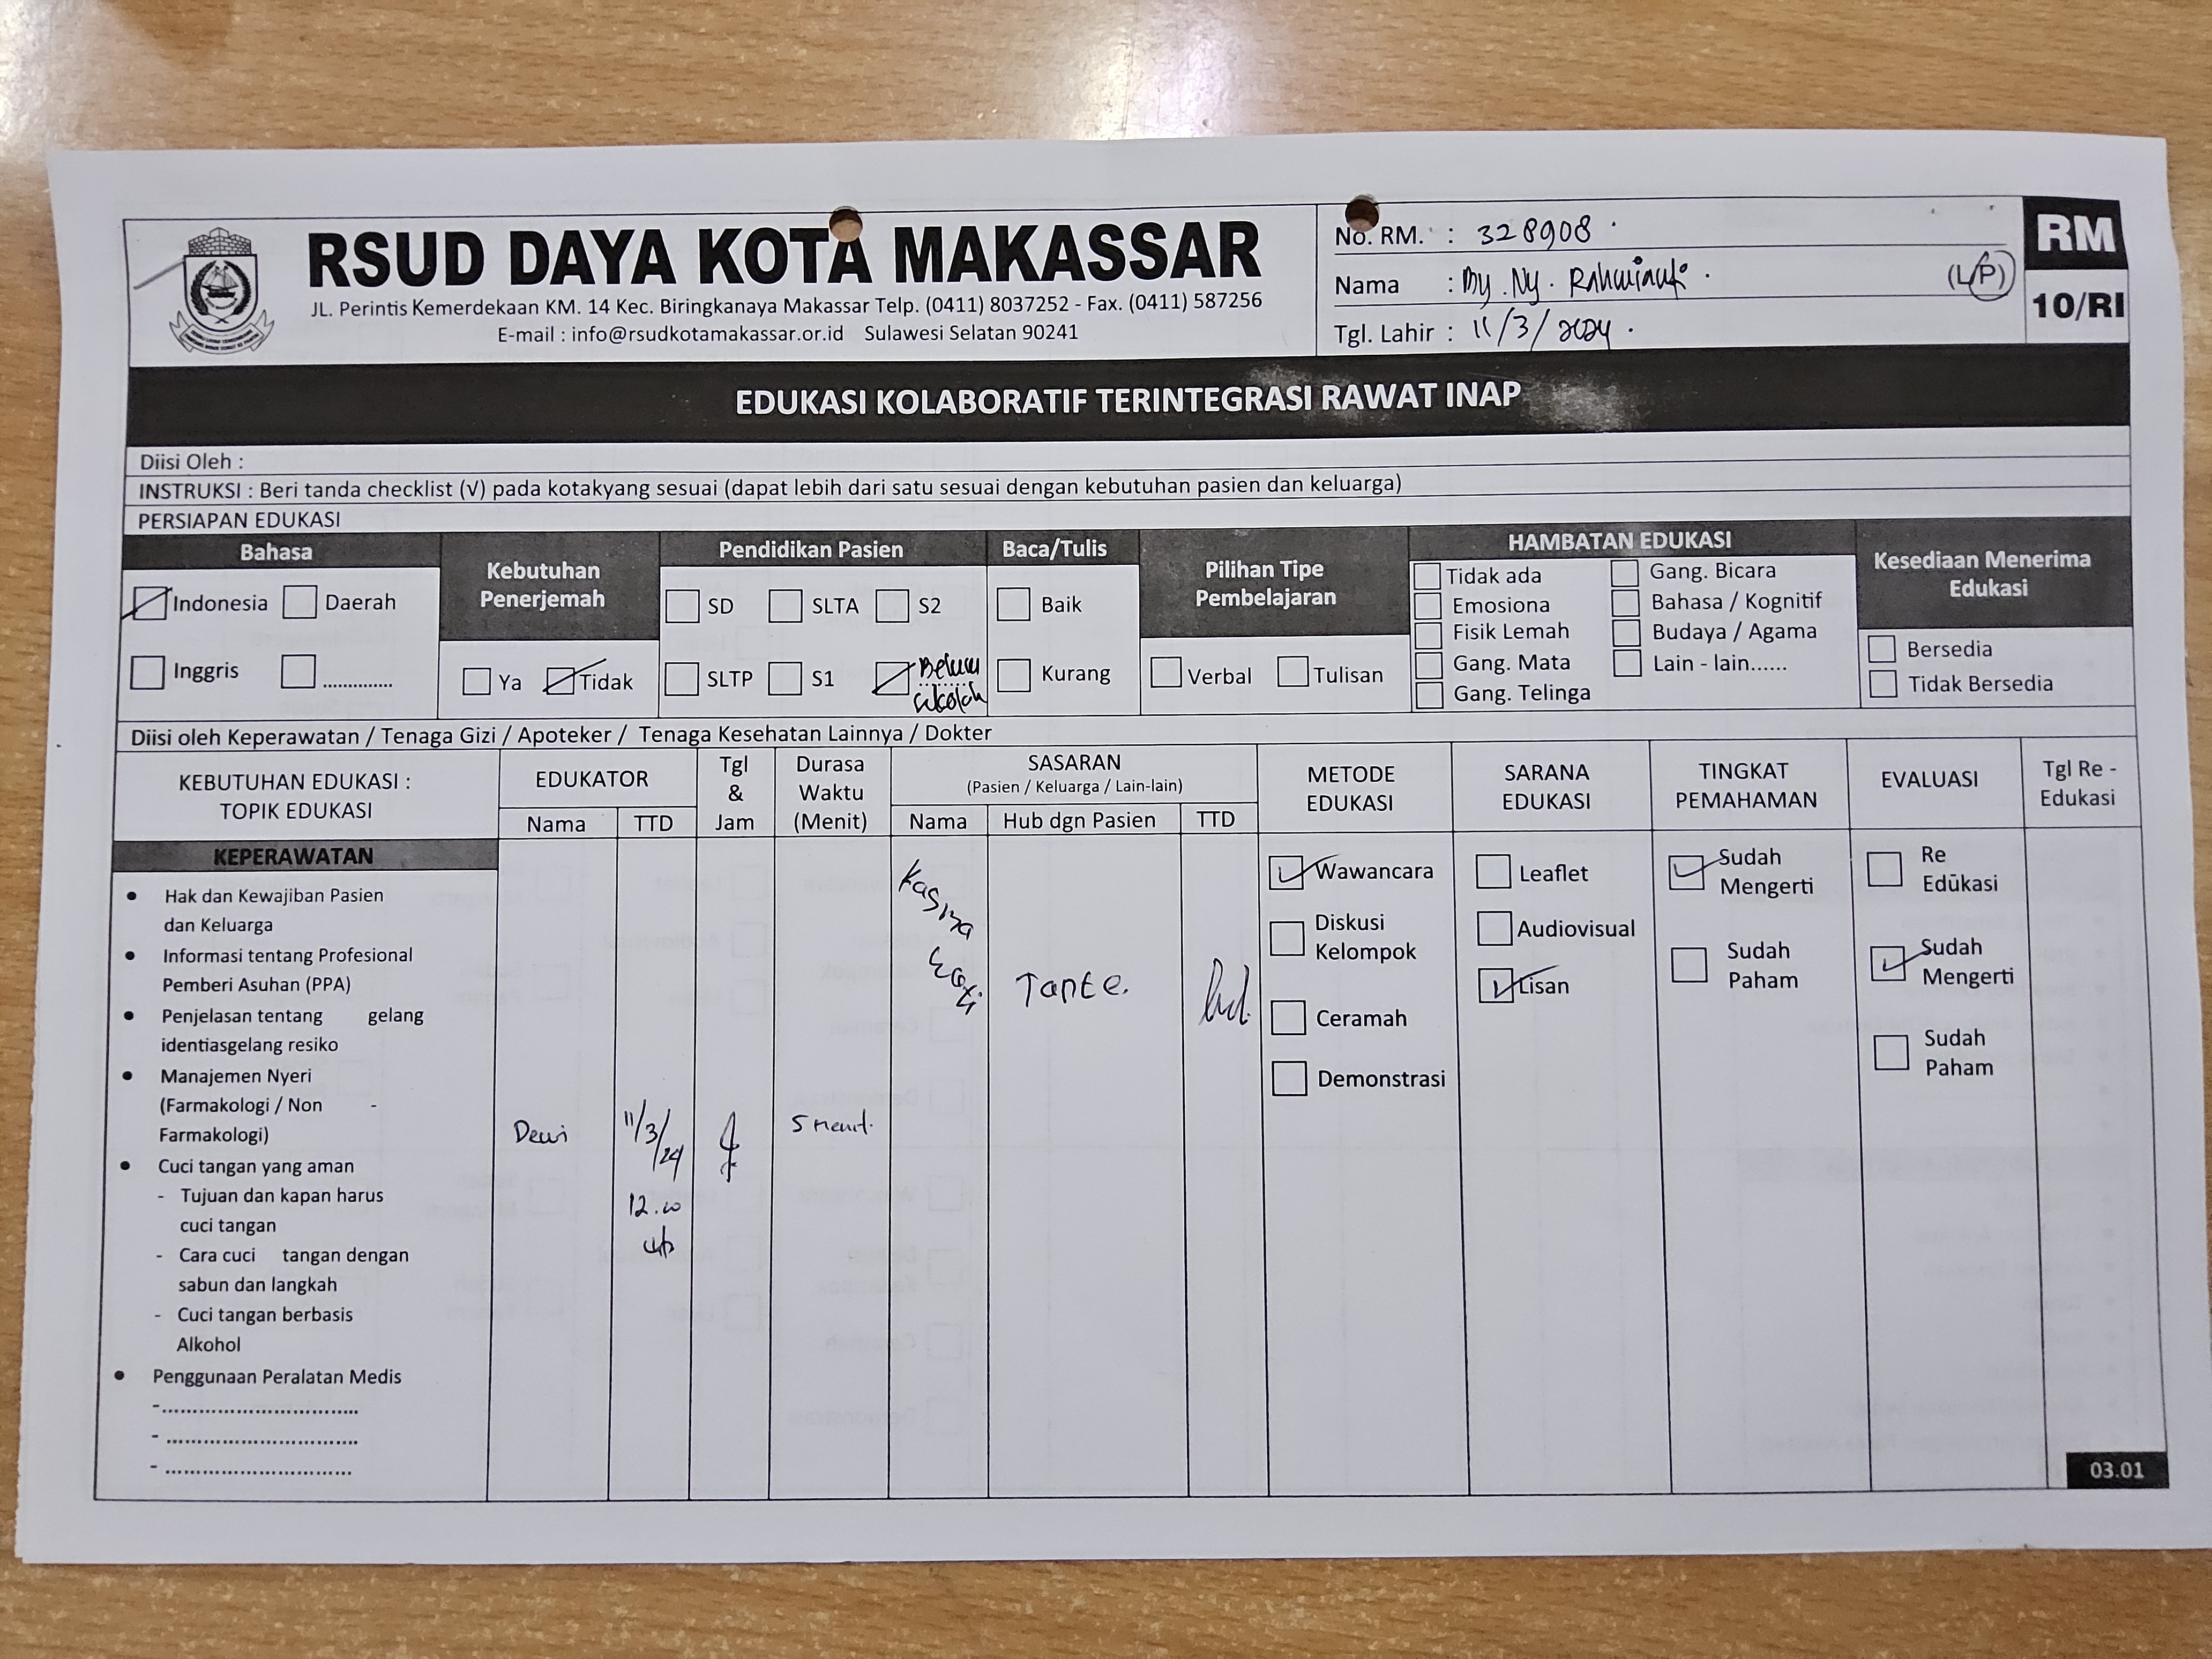 RSUD DAYA KOTA MAKASSAR
JL. Perintis Kemerdekaan KM. 14 Kec. Biringkanaya Makassar Telp. (0411) 8037252 - Fax. (0411) 587256
E-mail : info@rsudkotamakassar.or.id Sulawesi Selatan 90241
No. RM. : 328908
Nama : By. Ny. (L/P)
Tgl. Lahir : 11/3/2024
RM
10/RI
EDUKASI KOLABORATIF TERINTEGRASI RAWAT INAP
Diisi Oleh :
INSTRUKSI : Beri tanda checklist (√) pada kotakyang sesuai (dapat lebih dari satu sesuai dengan kebutuhan pasien dan keluarga)
PERSIAPAN EDUKASI
Bahasa
Indonesia Daerah
Inggris ..............
Kebutuhan
Penerjemah
Ya Tidak
Pendidikan Pasien
SD SLTA S2
SLTP S1 Belum
sekolah
Baca/Tulis
Baik
Kurang
Pilihan Tipe
Pembelajaran
Verbal Tulisan
HAMBATAN EDUKASI
Tidak ada Gang. Bicara
Emosiona Bahasa / Kognitif
Fisik Lemah Budaya / Agama
Gang. Mata Lain - lain......
Gang. Telinga
Kesediaan Menerima
Edukasi
Bersedia
Tidak Bersedia
Diisi oleh Keperawatan / Tenaga Gizi / Apoteker / Tenaga Kesehatan Lainnya / Dokter
KEBUTUHAN EDUKASI :
TOPIK EDUKASI
EDUKATOR
Nama TTD
Tgl
&
Jam
Durasa
Waktu
(Menit)
SASARAN
(Pasien / Keluarga / Lain-lain)
Nama Hub dgn Pasien TTD
METODE
EDUKASI
SARANA
EDUKASI
TINGKAT
PEMAHAMAN
EVALUASI
Tgl Re -
Edukasi
KEPERAWATAN
• Hak dan Kewajiban Pasien
dan Keluarga
• Informasi tentang Profesional
Pemberi Asuhan (PPA)
• Penjelasan tentang gelang
identiasgelang resiko
• Manajemen Nyeri
(Farmakologi / Non -
Farmakologi)
• Cuci tangan yang aman
- Tujuan dan kapan harus
cuci tangan
- Cara cuci tangan dengan
sabun dan langkah
- Cuci tangan berbasis
Alkohol
• Penggunaan Peralatan Medis
-.................................
- .................................
- ................................
Dewi
11/3/24
12.00
5 menit.
Tante.
Wawancara
Diskusi
Kelompok
Ceramah
Demonstrasi
Leaflet
Audiovisual
Lisan
Sudah
Mengerti
Sudah
Paham
Re
Edukasi
Sudah
Mengerti
Sudah
Paham
03.01